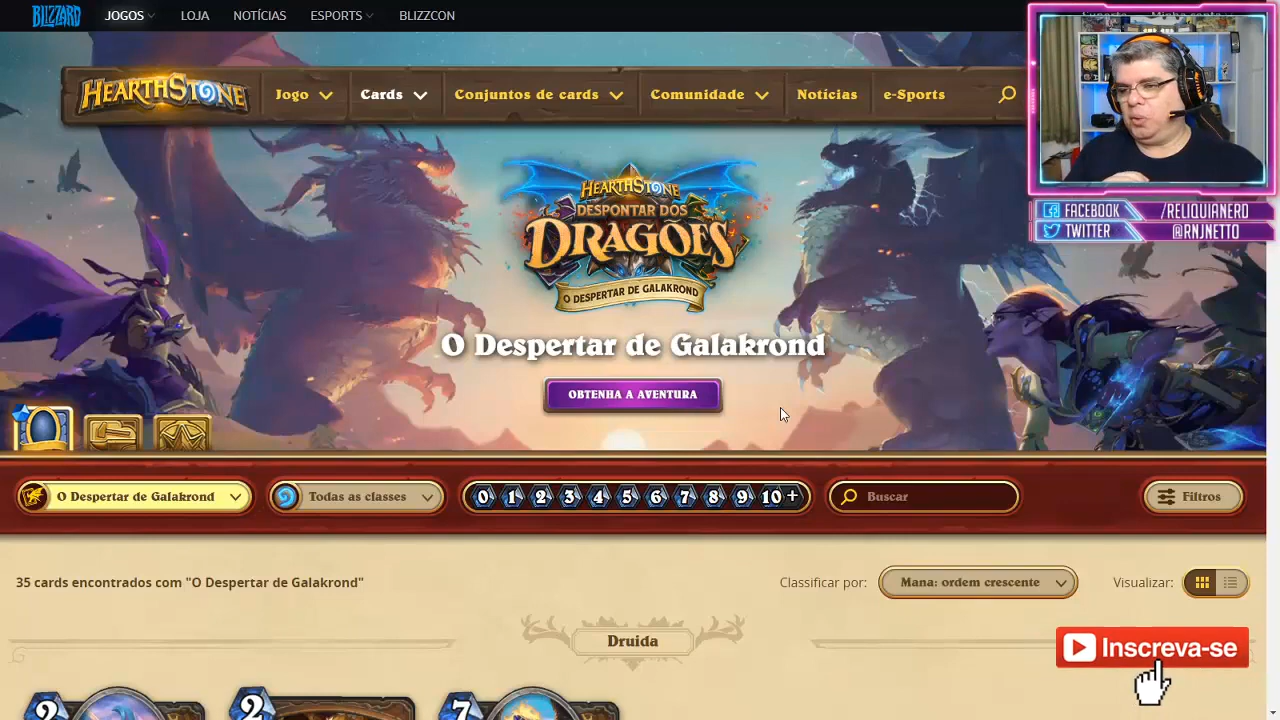 BLIZZARD JOGOS LOJA NOTÍCIAS ESPORTS BLIZZCON Suporte Minha conta
HEARTHSTONE Jogo Cards Conjuntos de cards Comunidade Notícias e-Sports
HEARTHSTONE
DESPONTAR DOS
DRAGÕES
O DESPERTAR DE GALAKROND
FACEBOOK /RELIQUIANERD
TWITTER @RNJNETTO
O Despertar de Galakrond
OBTENHA A AVENTURA
O Despertar de Galakrond Todas as classes 0 1 2 3 4 5 6 7 8 9 10 + Buscar Filtros
35 cards encontrados com "O Despertar de Galakrond" Classificar por: Mana: ordem crescente Visualizar:
Druida
Inscreva-se
2 2 7